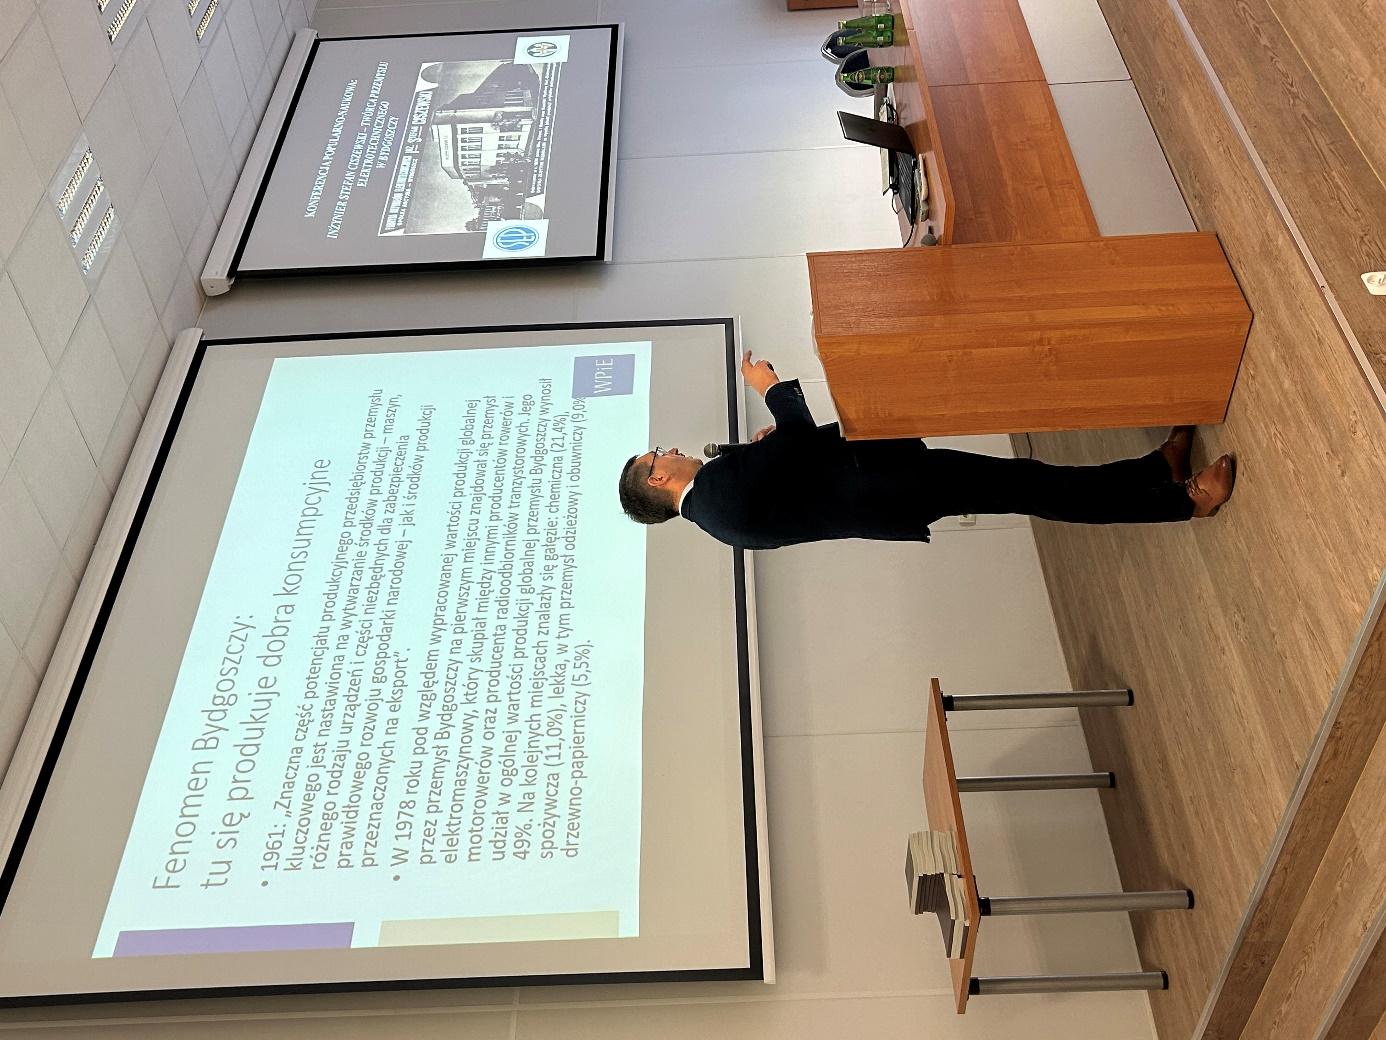 Fenomen Bydgoszczy:
tu się produkuje dobra konsumpcyjne
• 1961: „Znaczna część potencjału produkcyjnego przedsiębiorstw przemysłu
kluczowego jest nastawiona na wytwarzanie środków produkcji – maszyn,
różnego rodzaju urządzeń i części niezbędnych dla zabezpieczenia
prawidłowego rozwoju gospodarki narodowej – jak i środków produkcji
przeznaczonych na eksport”.
• W 1978 roku pod względem wypracowanej wartości produkcji globalnej
przez przemysł Bydgoszczy na pierwszym miejscu znajdował się przemysł
elektromaszynowy, który skupiał między innymi producentów rowerów i
motorowerów oraz producenta radioodbiorników tranzystorowych. Jego
udział w ogólnej wartości produkcji globalnej przemysłu Bydgoszczy wynosił
49%. Na kolejnych miejscach znalazły się gałęzie: chemiczna (21,4%),
spożywcza (11,0%), lekka, w tym przemysł odzieżowy i obuwniczy (9,0%
drzewno-papierniczy (5,5%).
WPiE
KONFERENCJA POPULARNO-NAUKOWA:
INŻYNIER STEFAN CISZEWSKI – TWÓRCA PRZEMYSŁU
ELEKTROTECHNICZNEGO
W BYDGOSZCZY
CISZEWSKI
SEP